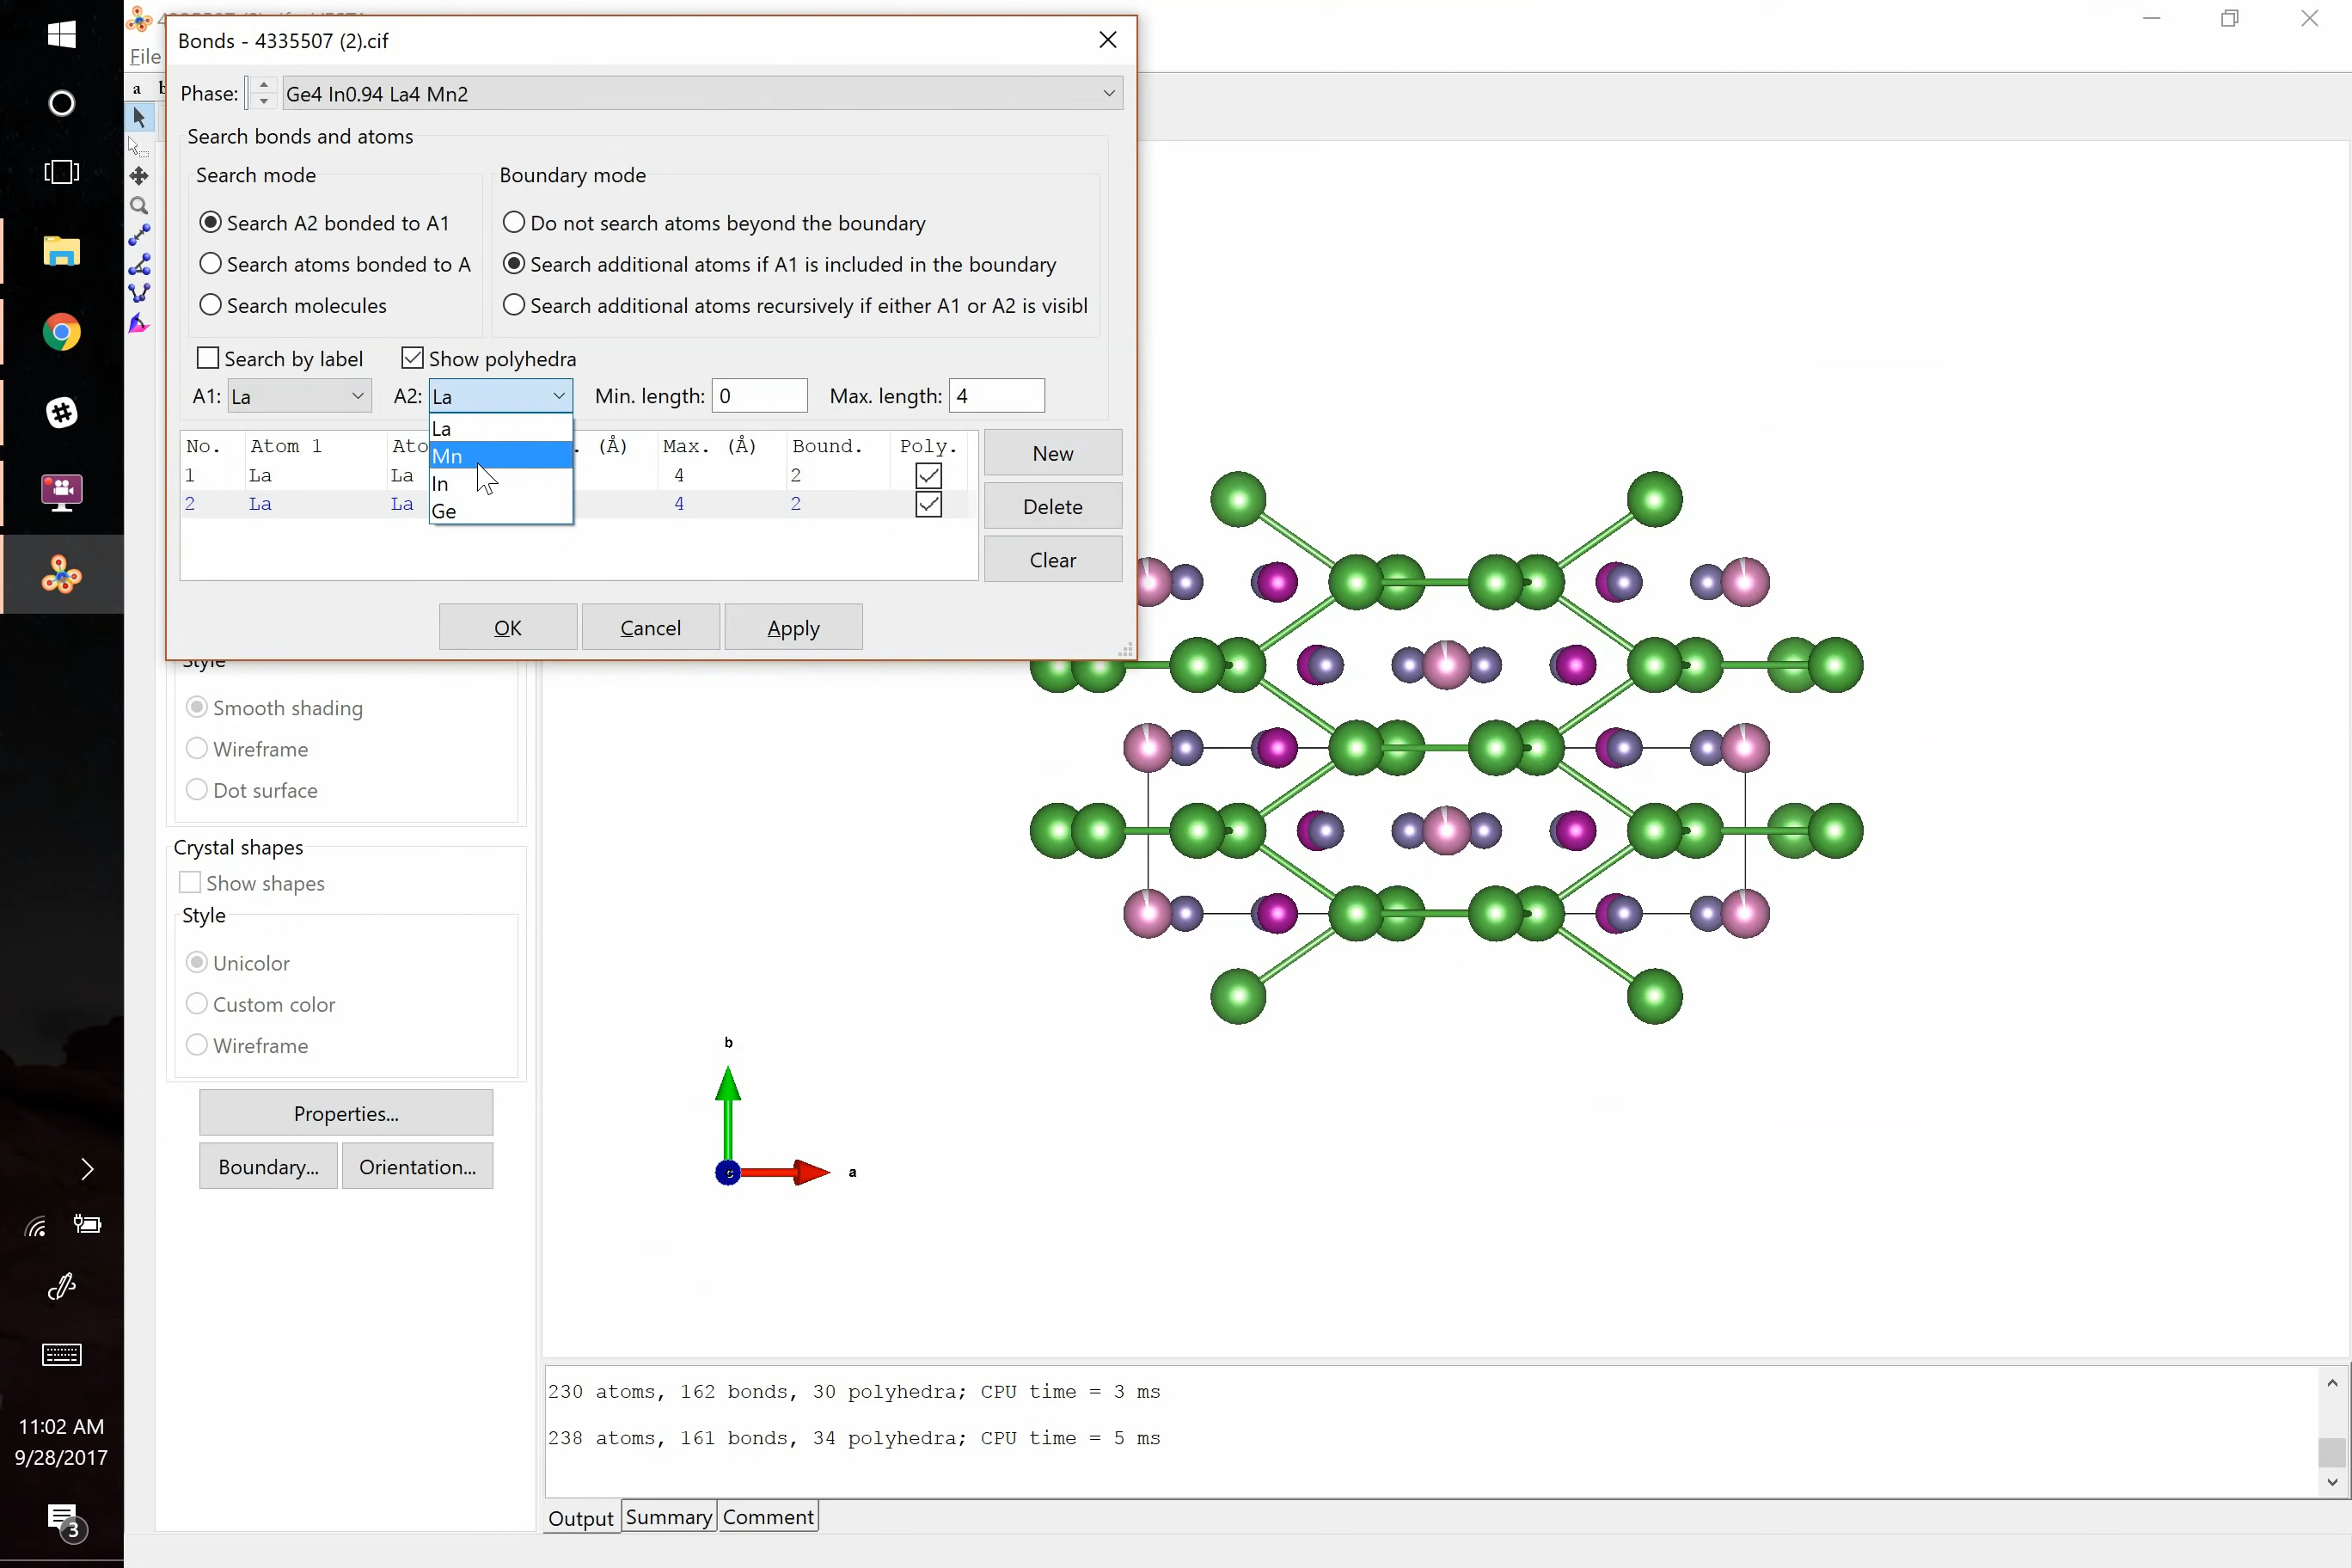 Bonds - 4335507 (2).cif
File
a
Phase:
Ge4 In0.94 La4 Mn2
Search bonds and atoms
Search mode
Boundary mode
Search A2 bonded to A1
Do not search atoms beyond the boundary
Search atoms bonded to A
Search additional atoms if A1 is included in the boundary
Search molecules
Search additional atoms recursively if either A1 or A2 is visibl
Search by label
Show polyhedra
A1: La
A2: La
Min. length: 0
Max. length: 4
La
Mn
In
Ge
No. Atom 1 Ato . (Å) Max. (Å) Bound. Poly.
1 La La 4 2
2 La La 4 2
New
Delete
Clear
OK
Cancel
Apply
Style
Smooth shading
Wireframe
Dot surface
Crystal shapes
Show shapes
Style
Unicolor
Custom color
Wireframe
Properties...
Boundary...
Orientation...
b
c
a
230 atoms, 162 bonds, 30 polyhedra; CPU time = 3 ms
238 atoms, 161 bonds, 34 polyhedra; CPU time = 5 ms
Output
Summary
Comment
11:02 AM
9/28/2017
3